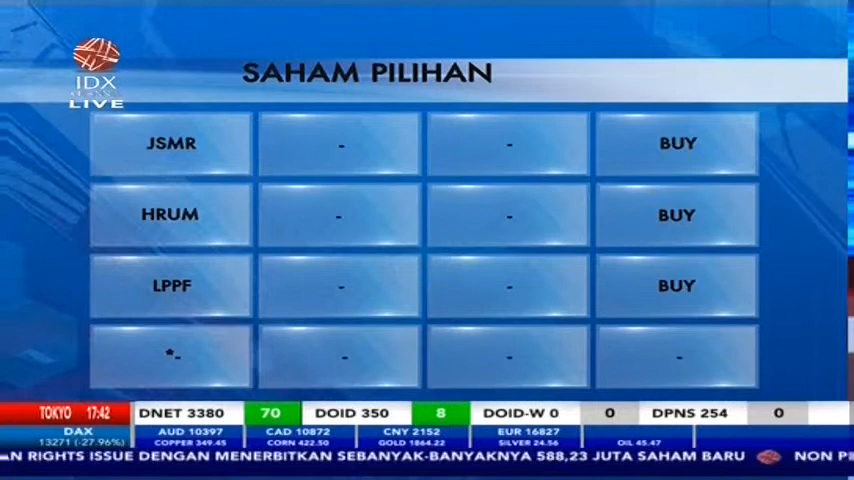 IDX
LIVE
SAHAM PILIHAN
JSMR - - BUY
HRUM - - BUY
LPPF - - BUY
*- - - -
TOKYO 17:42 DNET 3380 70 DOID 350 8 DOID-W 0 0 DPNS 254 0
DAX AUD 10397 CAD 10872 CNY 2152 EUR 16827
13271 (-27.96%) COPPER 349.45 CORN 422.50 GOLD 1864.22 SILVER 24.56 OIL 45.47
AN RIGHTS ISSUE DENGAN MENERBITKAN SEBANYAK-BANYAKNYA 588,23 JUTA SAHAM BARU NON P